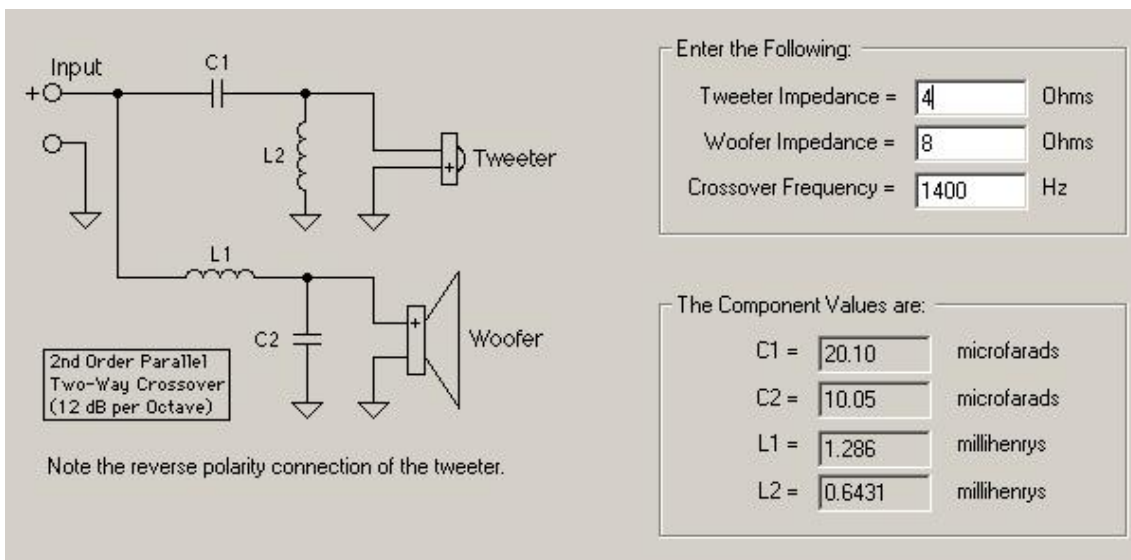 Input
+
C1
L2
+
Tweeter
L1
C2
+
Woofer
2nd Order Parallel
Two-Way Crossover
(12 dB per Octave)
Note the reverse polarity connection of the tweeter.
Enter the Following:
Tweeter Impedance = 4 Ohms
Woofer Impedance = 8 Ohms
Crossover Frequency = 1400 Hz
The Component Values are:
C1 = 20.10 microfarads
C2 = 10.05 microfarads
L1 = 1.286 millihenrys
L2 = 0.6431 millihenrys